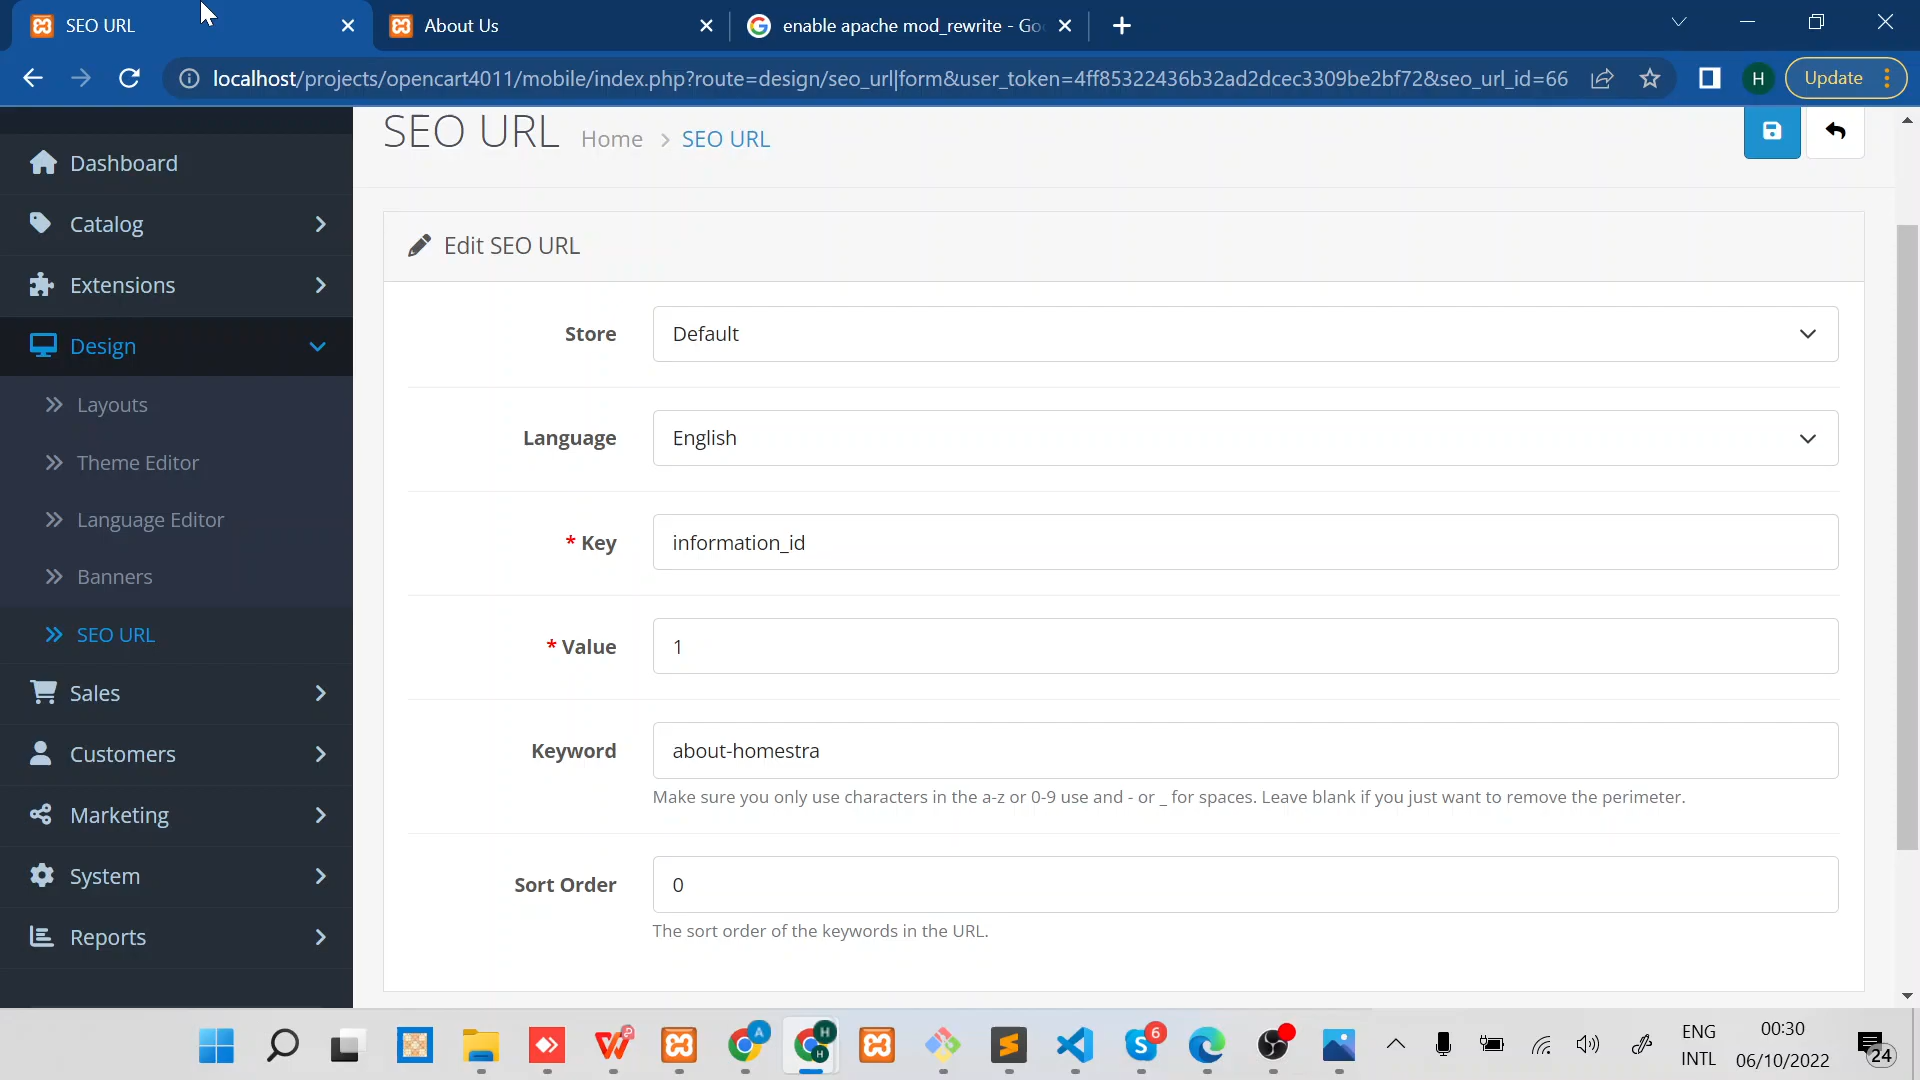 SEO URL
About Us
enable apache mod_rewrite - Go
localhost/projects/opencart4011/mobile/index.php?route=design/seo_url|form&user_token=4ff85322436b32ad2dcec3309be2bf72&seo_url_id=66
H
Update
SEO URL
Home
SEO URL
Dashboard
Catalog
Extensions
Design
Layouts
Theme Editor
Language Editor
Banners
SEO URL
Sales
Customers
Marketing
System
Reports
Edit SEO URL
Store
Default
Language
English
* Key
information_id
* Value
1
Keyword
about-homestra
Make sure you only use characters in the a-z or 0-9 use and - or _ for spaces. Leave blank if you just want to remove the perimeter.
Sort Order
0
The sort order of the keywords in the URL.
A
H
H
6
ENG
INTL
00:30
06/10/2022
24